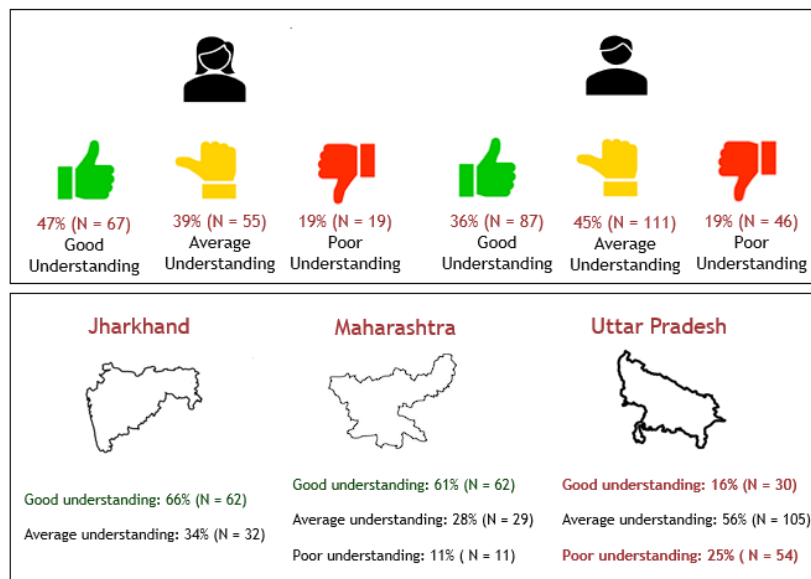 47% (N = 67)
Good
Understanding
39% (N = 55)
Average
Understanding
19% (N = 19)
Poor
Understanding
36% (N = 87)
Good
Understanding
45% (N = 111)
Average
Understanding
19% (N = 46)
Poor
Understanding
Jharkhand
Good understanding: 66% (N = 62)
Average understanding: 34% (N = 32)
Maharashtra
Good understanding: 61% (N = 62)
Average understanding: 28% (N = 29)
Poor understanding: 11% ( N = 11)
Uttar Pradesh
Good understanding: 16% (N = 30)
Average understanding: 56% (N = 105)
Poor understanding: 25% ( N = 54)